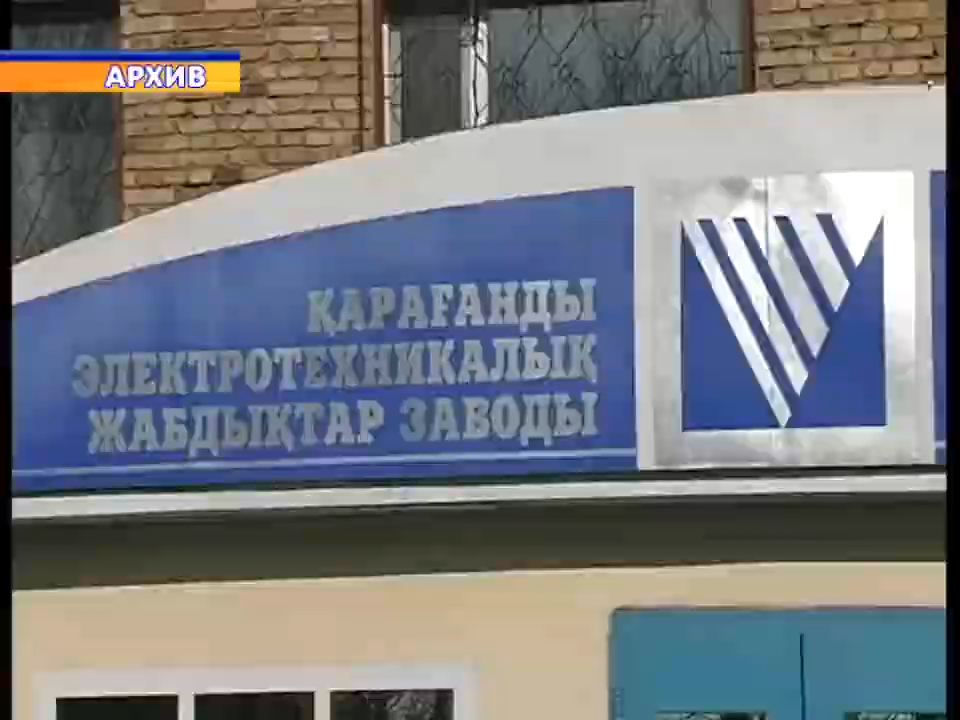 АРХИВ
ҚАРАҒАНДЫ
ЭЛЕКТРОТЕХНИКАЛЫҚ
ЖАБДЫҚТАР ЗАВОДЫ